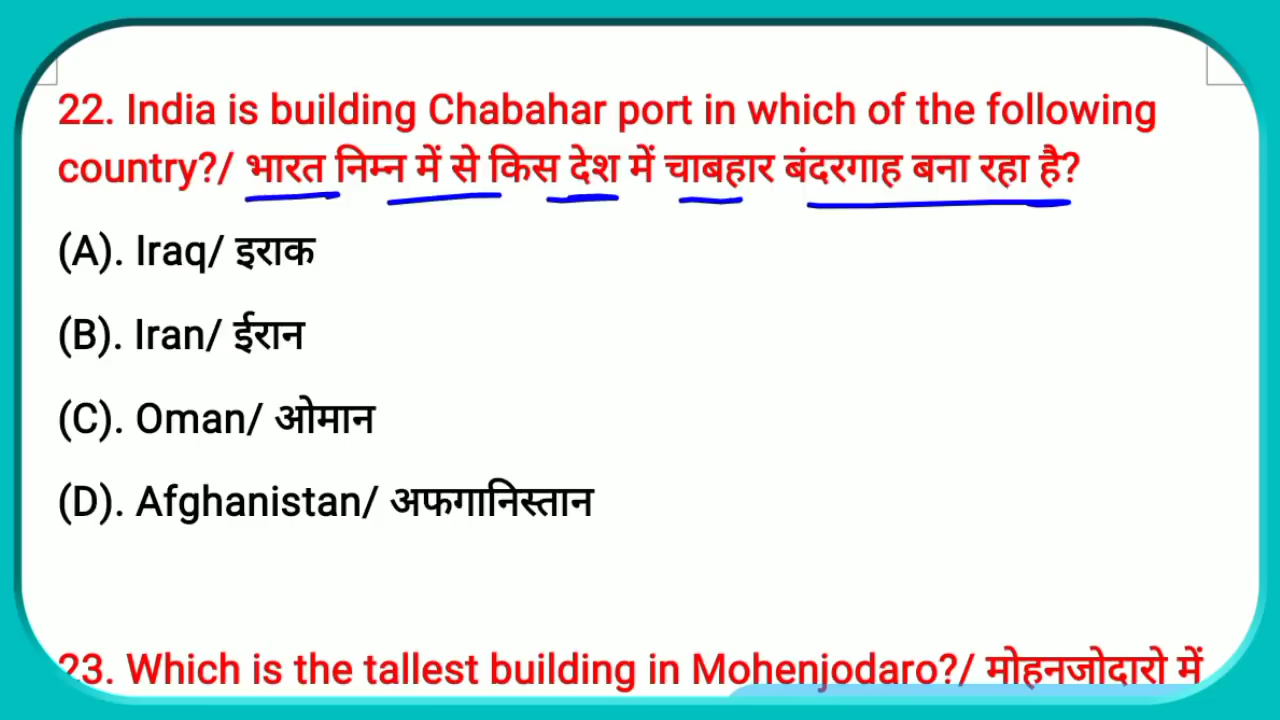 22. India is building Chabahar port in which of the following
country?/ भारत निम्न में से किस देश में चाबहार बंदरगाह बना रहा है?
(A). Iraq/ इराक
(B). Iran/ ईरान
(C). Oman/ ओमान
(D). Afghanistan/ अफगानिस्तान
23. Which is the tallest building in Mohenjodaro?/ मोहनजोदारो में